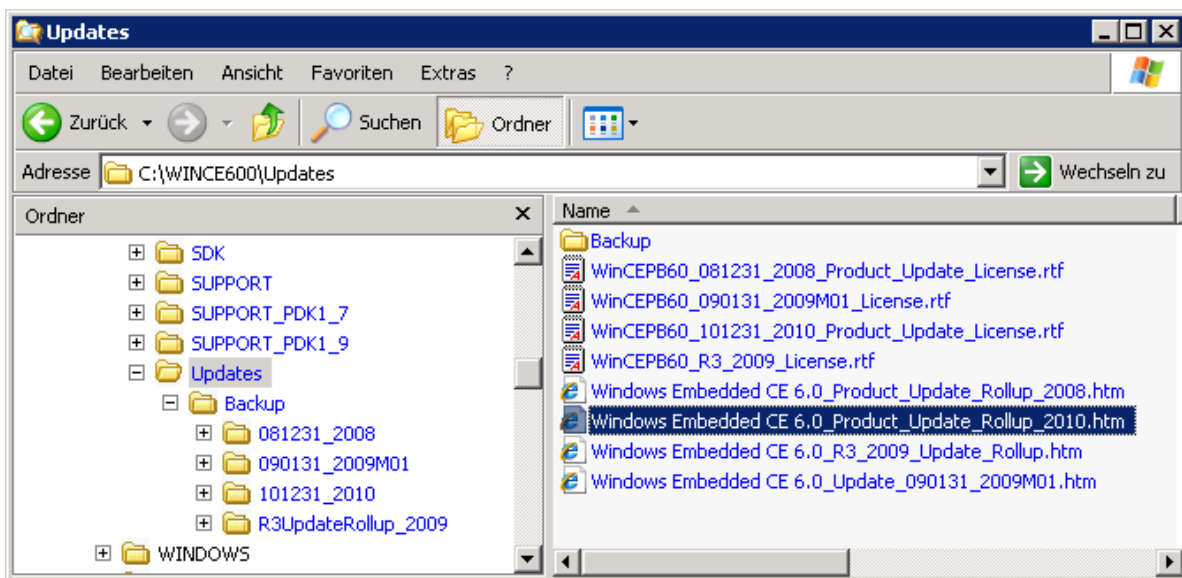 Updates
Datei Bearbeiten Ansicht Favoriten Extras ?
Zurück Suchen Ordner
Adresse C:\WINCE600\Updates Wechseln zu
Ordner
SDK
SUPPORT
SUPPORT_PDK1_7
SUPPORT_PDK1_9
Updates
Backup
081231_2008
090131_2009M01
101231_2010
R3UpdateRollup_2009
WINDOWS
Name
Backup
WinCEPB60_081231_2008_Product_Update_License.rtf
WinCEPB60_090131_2009M01_License.rtf
WinCEPB60_101231_2010_Product_Update_License.rtf
WinCEPB60_R3_2009_License.rtf
Windows Embedded CE 6.0_Product_Update_Rollup_2008.htm
Windows Embedded CE 6.0_Product_Update_Rollup_2010.htm
Windows Embedded CE 6.0_R3_2009_Update_Rollup.htm
Windows Embedded CE 6.0_Update_090131_2009M01.htm